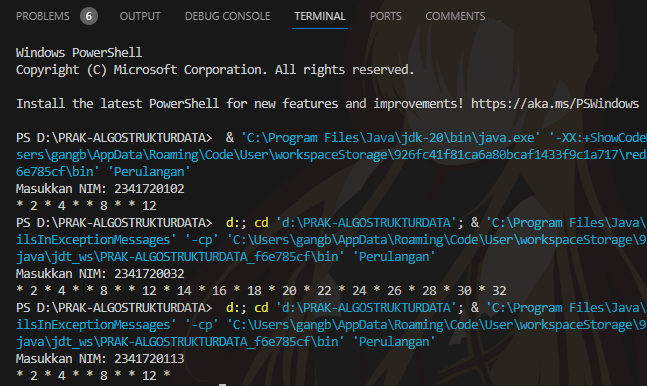 PROBLEMS 6 OUTPUT DEBUG CONSOLE TERMINAL PORTS COMMENTS
Windows PowerShell
Copyright (C) Microsoft Corporation. All rights reserved.
Install the latest PowerShell for new features and improvements! https://aka.ms/PSWindows
PS D:\PRAK-ALGOSTRUKTURDATA>  & 'C:\Program Files\Java\jdk-20\bin\java.exe' '-XX:+ShowCode
sers\gangb\AppData\Roaming\Code\User\workspaceStorage\926fc41f81ca6a80bcaf1433f9c1a717\red
6e785cf\bin' 'Perulangan'
Masukkan NIM: 2341720102
* 2 * 4 * * 8 * * 12
PS D:\PRAK-ALGOSTRUKTURDATA>  d:; cd 'd:\PRAK-ALGOSTRUKTURDATA'; & 'C:\Program Files\Java\
ilsInExceptionMessages' '-cp' 'C:\Users\gangb\AppData\Roaming\Code\User\workspaceStorage\9
java\jdt_ws\PRAK-ALGOSTRUKTURDATA_f6e785cf\bin' 'Perulangan'
Masukkan NIM: 2341720032
* 2 * 4 * * 8 * * 12 * 14 * 16 * 18 * 20 * 22 * 24 * 26 * 28 * 30 * 32
PS D:\PRAK-ALGOSTRUKTURDATA>  d:; cd 'd:\PRAK-ALGOSTRUKTURDATA'; & 'C:\Program Files\Java\
ilsInExceptionMessages' '-cp' 'C:\Users\gangb\AppData\Roaming\Code\User\workspaceStorage\9
java\jdt_ws\PRAK-ALGOSTRUKTURDATA_f6e785cf\bin' 'Perulangan'
Masukkan NIM: 2341720113
* 2 * 4 * * 8 * * 12 *